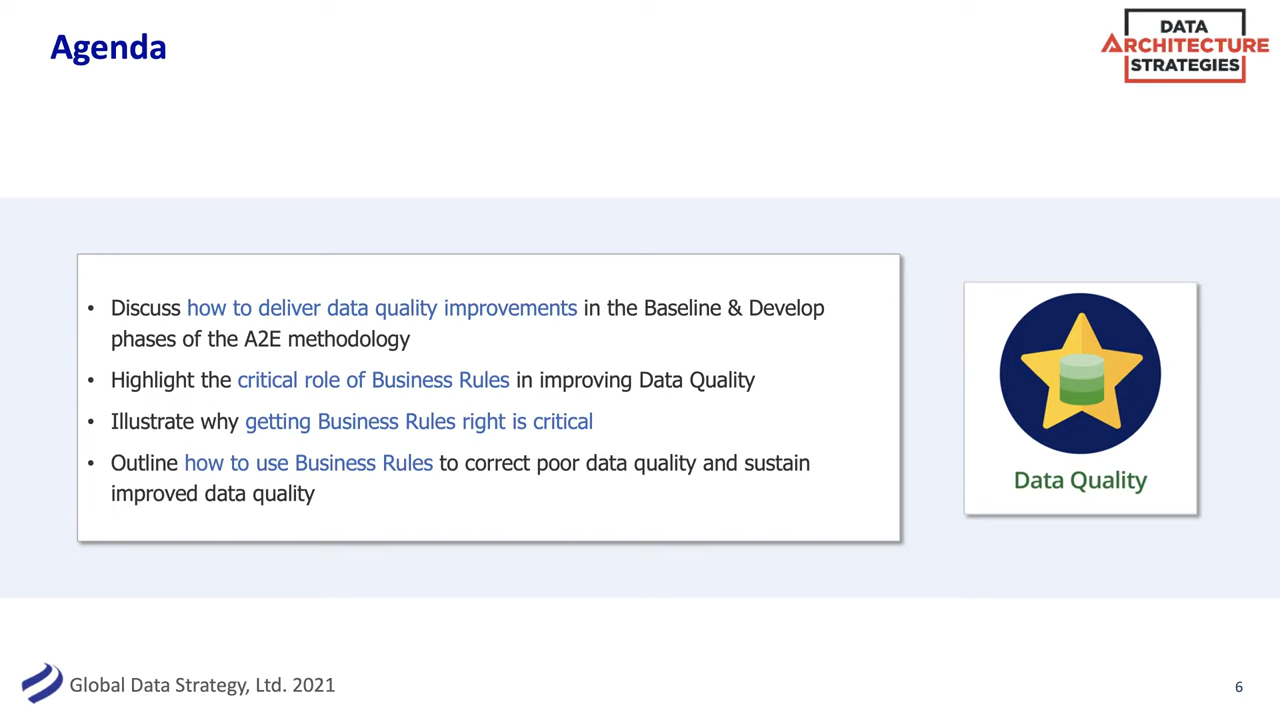 Agenda
DATA
ARCHITECTURE
STRATEGIES
• Discuss how to deliver data quality improvements in the Baseline & Develop
phases of the A2E methodology
• Highlight the critical role of Business Rules in improving Data Quality
• Illustrate why getting Business Rules right is critical
• Outline how to use Business Rules to correct poor data quality and sustain
improved data quality
Data Quality
Global Data Strategy, Ltd. 2021
6